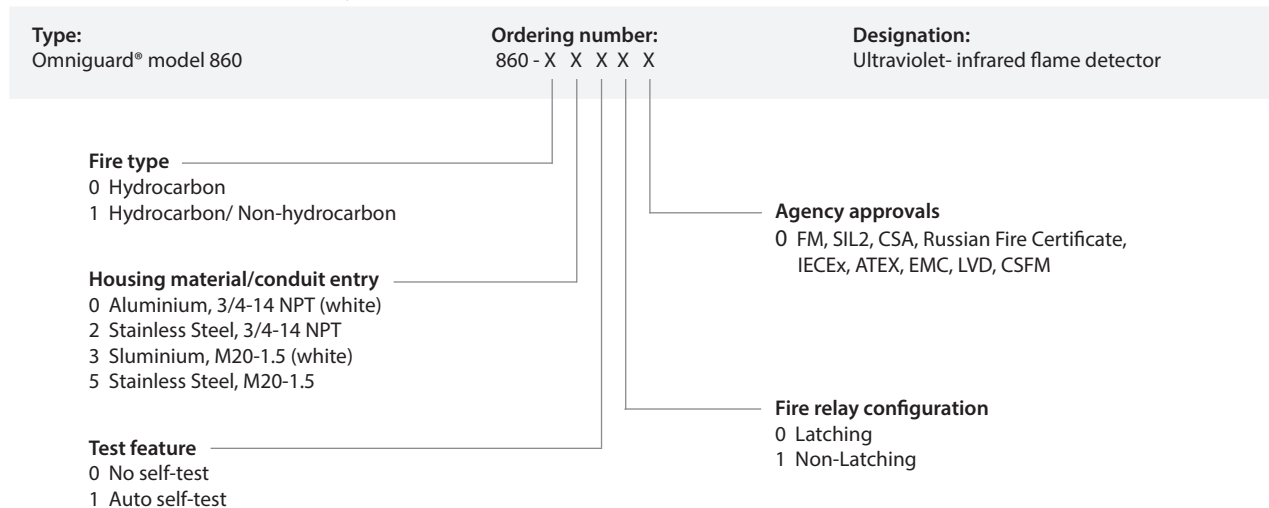 Type:
Omniguard® model 860
Ordering number:
860 - X X X X X
Designation:
Ultraviolet- infrared flame detector
Fire type
0 Hydrocarbon
1 Hydrocarbon/ Non-hydrocarbon
Housing material/conduit entry
0 Aluminium, 3/4-14 NPT (white)
2 Stainless Steel, 3/4-14 NPT
3 Sluminium, M20-1.5 (white)
5 Stainless Steel, M20-1.5
Test feature
0 No self-test
1 Auto self-test
Agency approvals
0 FM, SIL2, CSA, Russian Fire Certificate,
IECEx, ATEX, EMC, LVD, CSFM
Fire relay configuration
0 Latching
1 Non-Latching